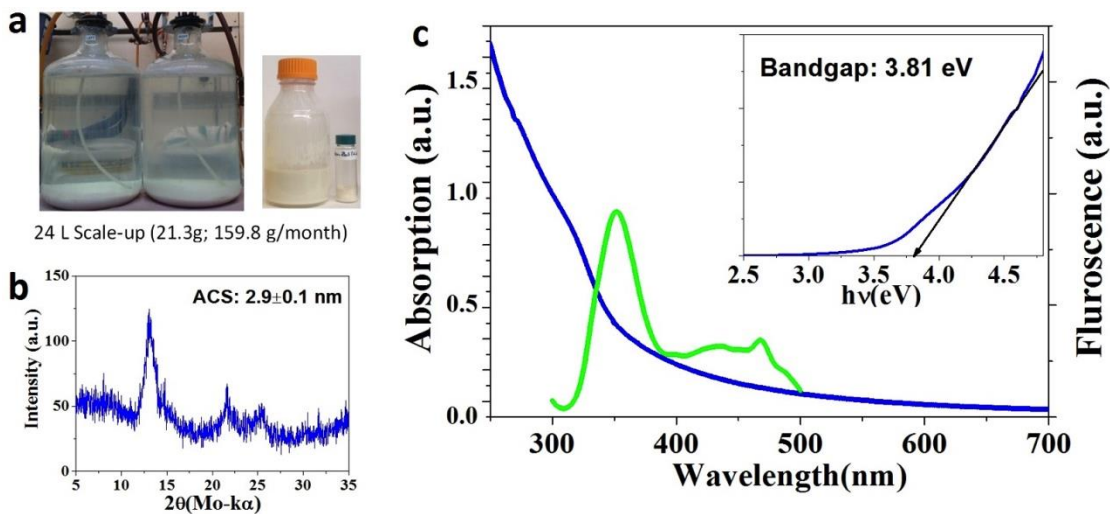 a
24 L Scale-up (21.3g; 159.8 g/month)
b
ACS: 2.9±0.1 nm
Intensity (a.u.)
150
100
50
0
5 10 15 20 25 30 35
2θ(Mo-kα)
c
Absorption (a.u.)
1.5
1.0
0.5
0.0
300 400 500 600 700
Wavelength(nm)
Bandgap: 3.81 eV
2.5 3.0 3.5 4.0 4.5
hν(eV)
Fluroscence (a.u.)